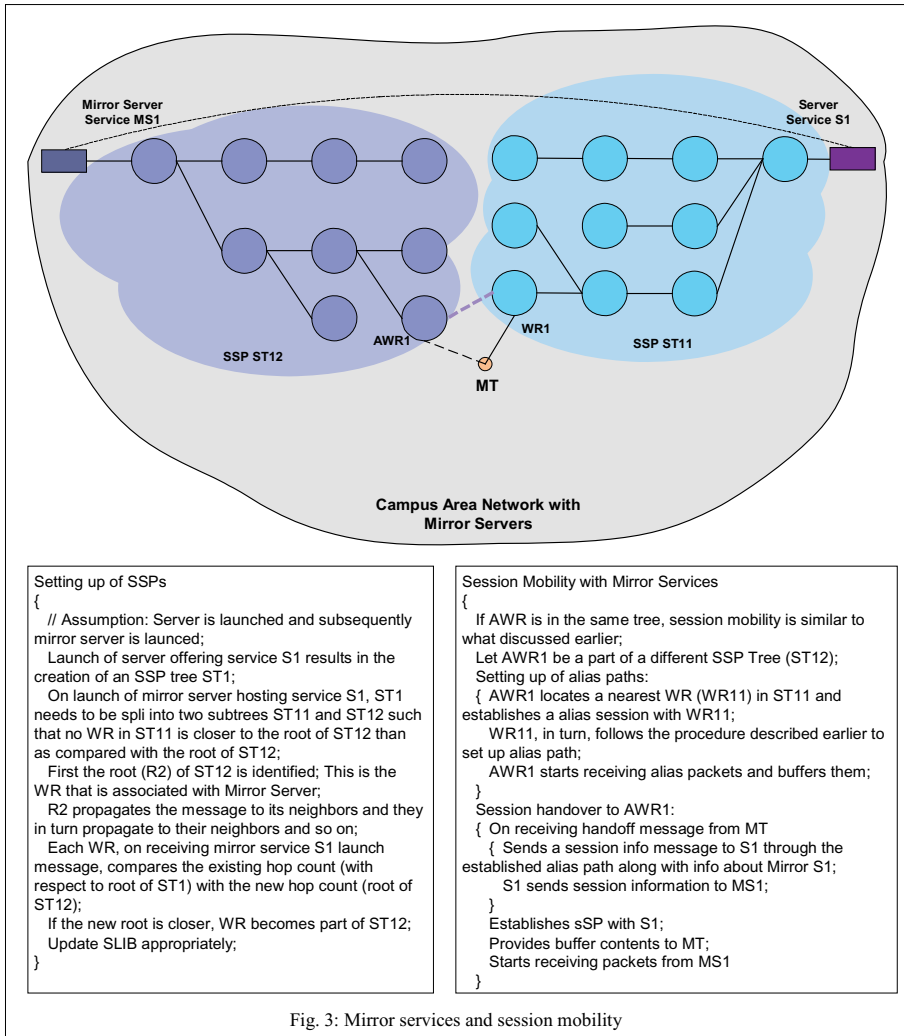 Mirror Server
Service MS1
Server
Service S1
AWR1
WR1
SSP ST12
SSP ST11
MT
Campus Area Network with
Mirror Servers
Setting up of SSPs
{
// Assumption: Server is launched and subsequently
mirror server is launced;
Launch of server offering service S1 results in the
creation of an SSP tree ST1;
On launch of mirror server hosting service S1, ST1
needs to be spli into two subtrees ST11 and ST12 such
that no WR in ST11 is closer to the root of ST12 than
as compared with the root of ST12;
First the root (R2) of ST12 is identified; This is the
WR that is associated with Mirror Server;
R2 propagates the message to its neighbors and they
in turn propagate to their neighbors and so on;
Each WR, on receiving mirror service S1 launch
message, compares the existing hop count (with
respect to root of ST1) with the new hop count (root of
ST12);
If the new root is closer, WR becomes part of ST12;
Update SLIB appropriately;
}
Session Mobility with Mirror Services
{
If AWR is in the same tree, session mobility is similar to
what discussed earlier;
Let AWR1 be a part of a different SSP Tree (ST12);
Setting up of alias paths:
{ AWR1 locates a nearest WR (WR11) in ST11 and
establishes a alias session with WR11;
WR11, in turn, follows the procedure described earlier to
set up alias path;
AWR1 starts receiving alias packets and buffers them;
}
Session handover to AWR1:
{ On receiving handoff message from MT
{ Sends a session info message to S1 through the
established alias path along with info about Mirror S1;
S1 sends session information to MS1;
}
Establishes sSP with S1;
Provides buffer contents to MT;
Starts receiving packets from MS1
}
Fig. 3: Mirror services and session mobility